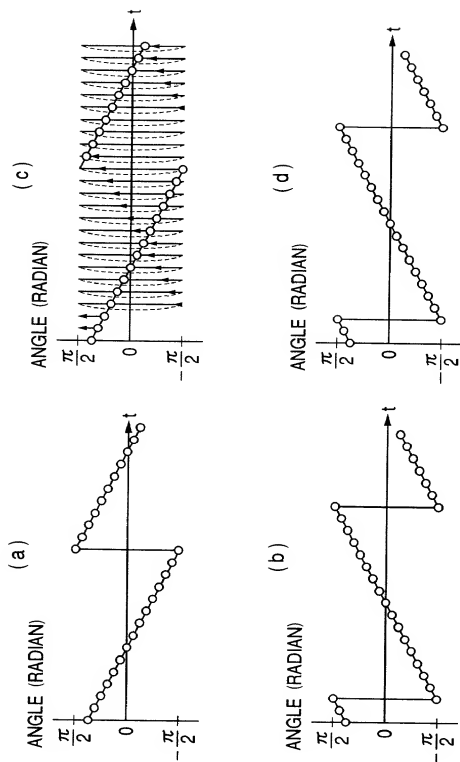 (a)
ANGLE (RADIAN)
π/2
0
-π/2
t
(c)
ANGLE (RADIAN)
π/2
0
-π/2
t
(b)
ANGLE (RADIAN)
π/2
0
-π/2
t
(d)
ANGLE (RADIAN)
π/2
0
-π/2
t